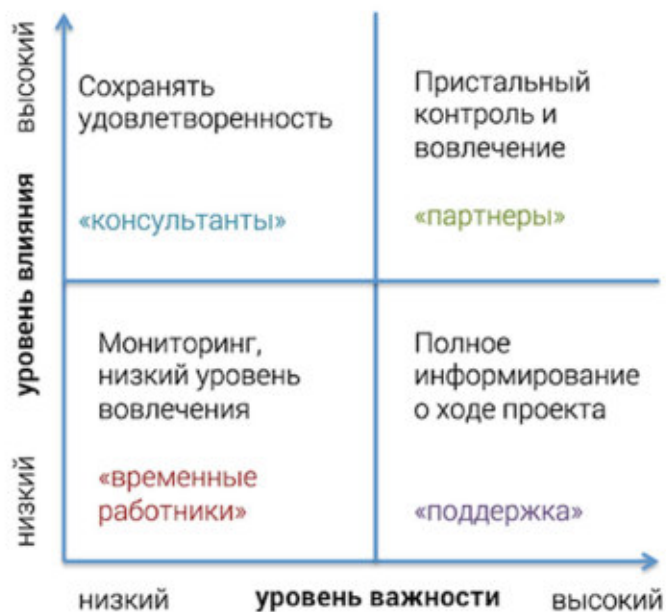 высокий
уровень влияния
низкий
Сохранять
удовлетворенность
«консультанты»
Пристальный
контроль и
вовлечение
«партнеры»
Мониторинг,
низкий уровень
вовлечения
«временные
работники»
Полное
информирование
о ходе проекта
«поддержка»
низкий
уровень важности
высокий